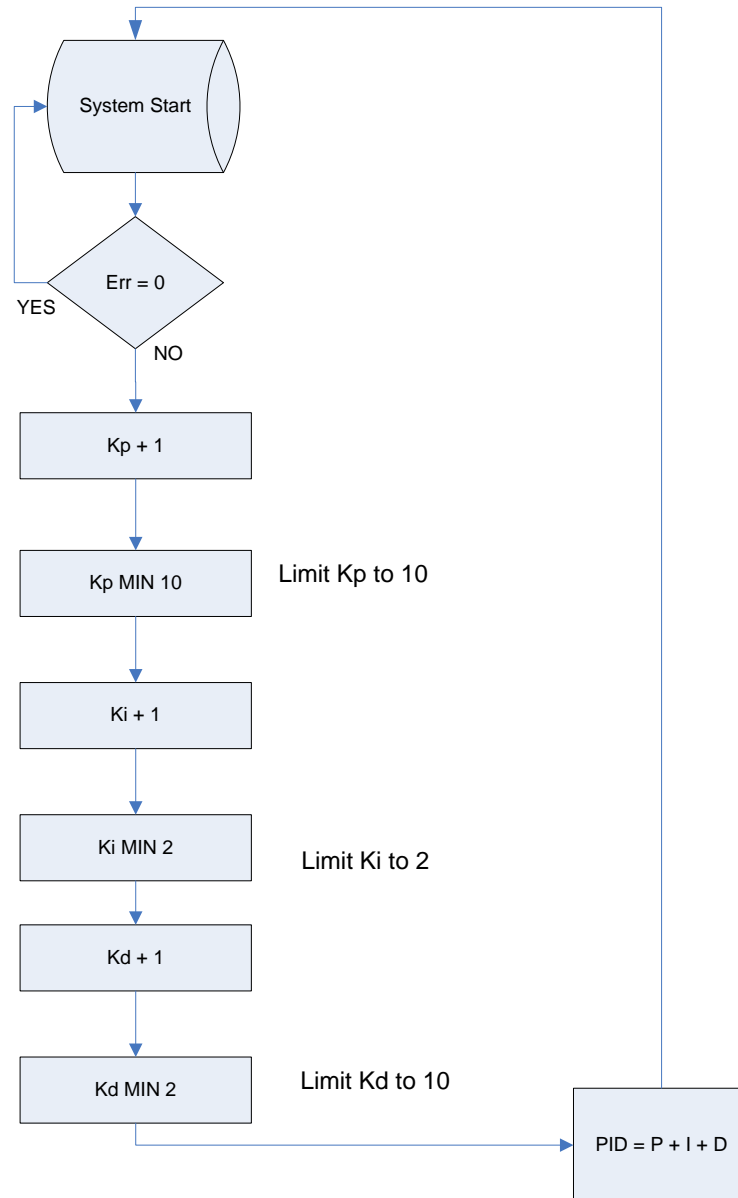 System Start
Err = 0
YES
NO
Kp + 1
Kp MIN 10
Limit Kp to 10
Ki + 1
Ki MIN 2
Limit Ki to 2
Kd + 1
Kd MIN 2
Limit Kd to 10
PID = P + I + D